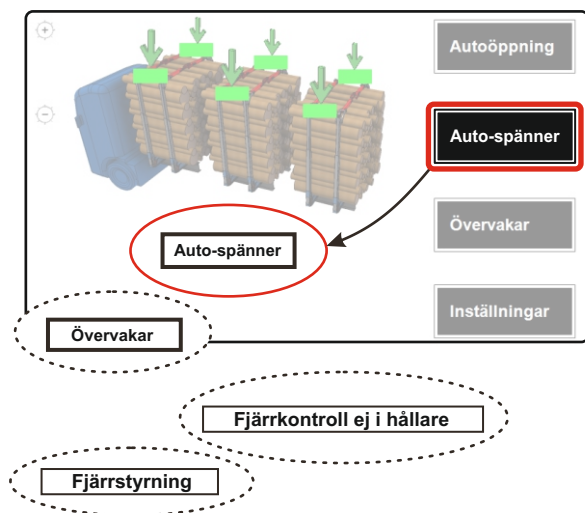 Autoöppning
Auto-spänner
Auto-spänner
Övervakar
Inställningar
Övervakar
Fjärrkontroll ej i hållare
Fjärrstyrning